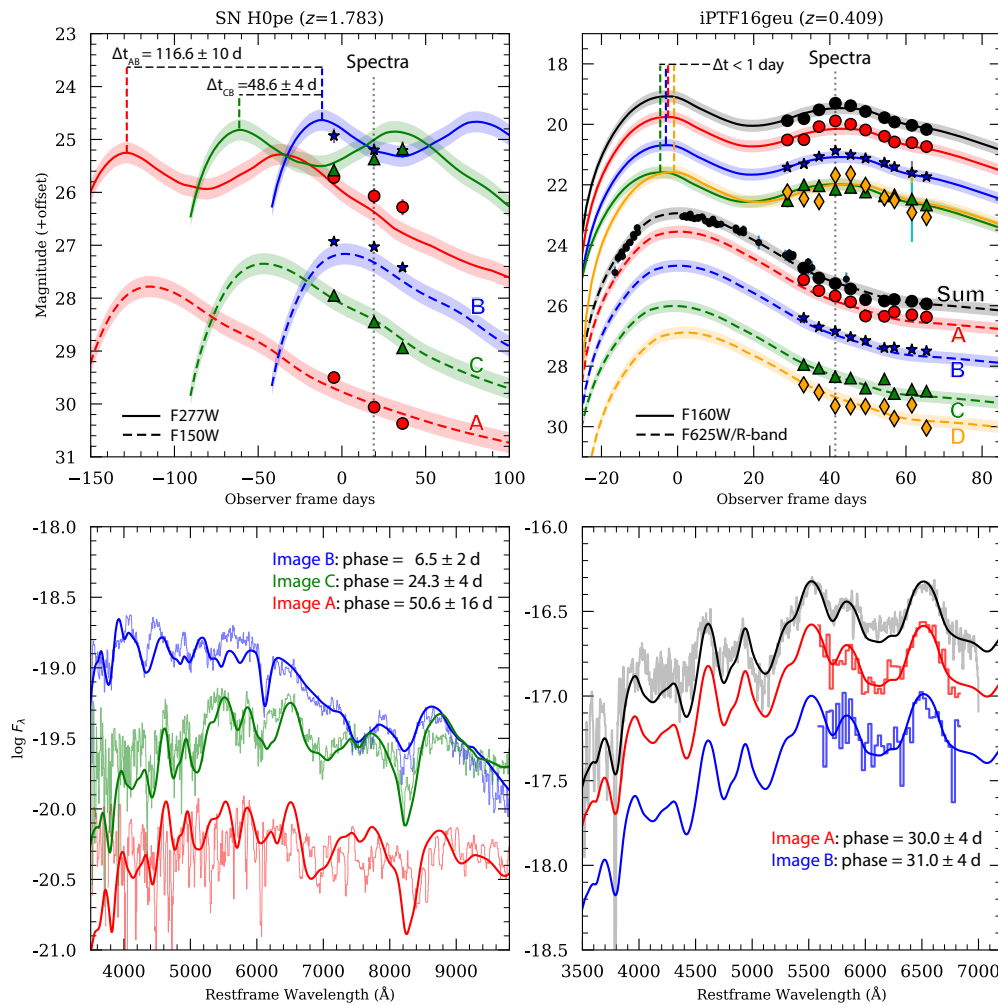 SN H0pe (z=1.783)
23
24
25
26
27
28
29
30
31
Magnitude (+offset)
Δt_AB = 116.6 ± 10 d
Δt_CB = 48.6 ± 4 d
Spectra
B
C
A
F277W
F150W
−150
−100
−50
0
50
100
Observer frame days
iPTF16geu (z=0.409)
18
20
22
24
26
28
30
Δt < 1 day
Spectra
Sum
A
B
C
D
F160W
F625W/R-band
−20
0
20
40
60
80
Observer frame days
-18.0
-18.5
-19.0
-19.5
-20.0
-20.5
-21.0
log F_λ
Image B: phase = 6.5 ± 2 d
Image C: phase = 24.3 ± 4 d
Image A: phase = 50.6 ± 16 d
4000
5000
6000
7000
8000
9000
Restframe Wavelength (Å)
-16.0
-16.5
-17.0
-17.5
-18.0
-18.5
Image A: phase = 30.0 ± 4 d
Image B: phase = 31.0 ± 4 d
3500
4000
4500
5000
5500
6000
6500
7000
Restframe Wavelength (Å)